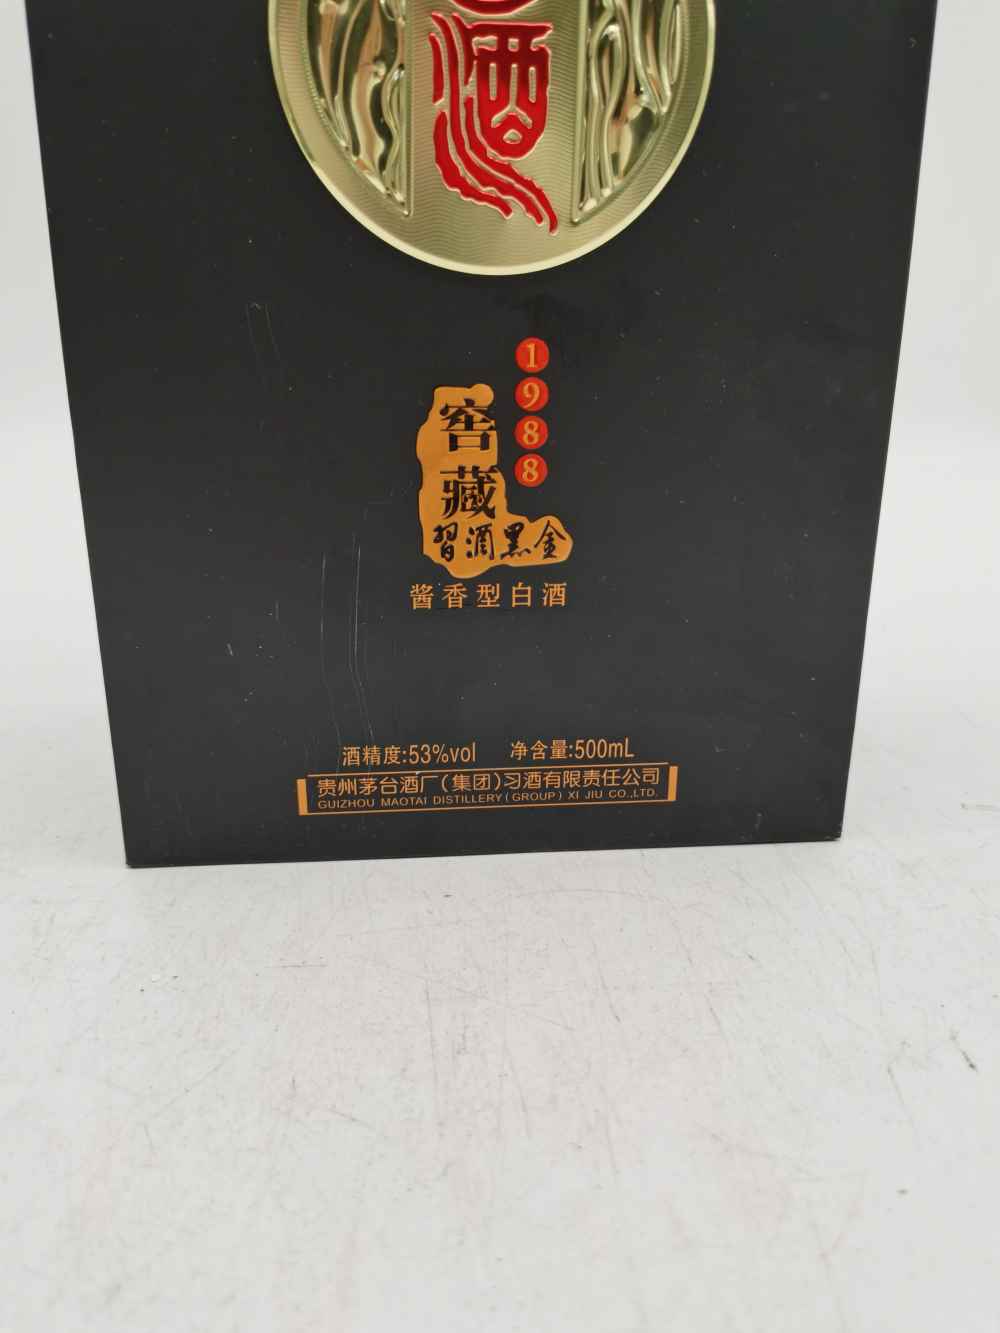 酒
1988
窖藏
習酒黑金
酱香型白酒
酒精度:53%vol 净含量:500mL
贵州茅台酒厂(集团)习酒有限责任公司
GUIZHOU MAOTAI DISTILLERY(GROUP) XI JIU CO.,LTD.